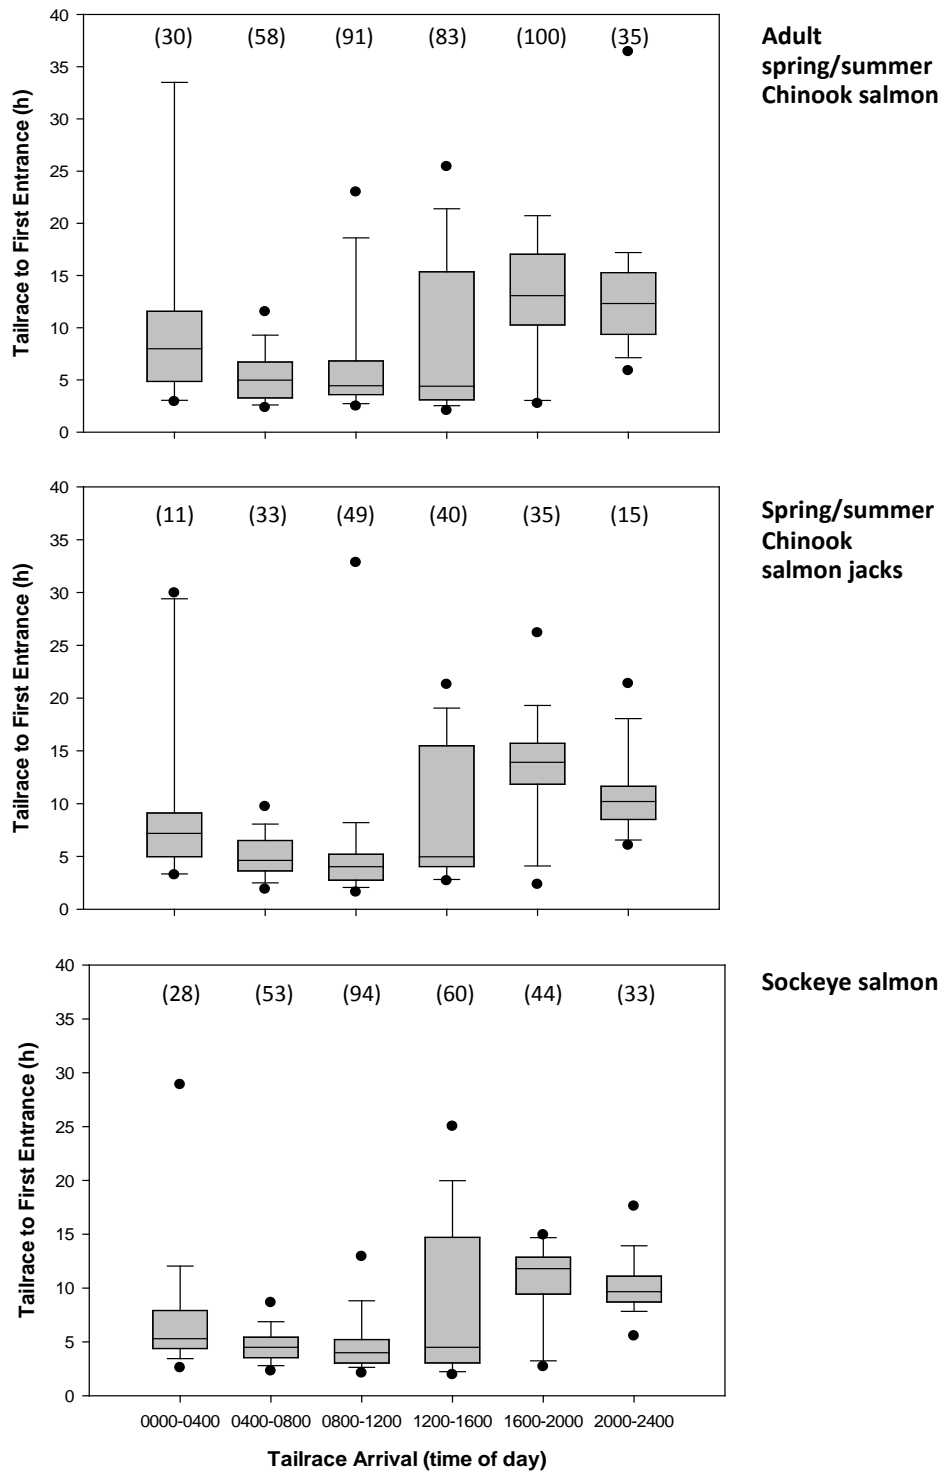 40
35
30
25
20
15
10
5
0
Tailrace to First Entrance (h)
(30) (58) (91) (83) (100) (35)
Adult
spring/summer
Chinook salmon
40
35
30
25
20
15
10
5
0
Tailrace to First Entrance (h)
(11) (33) (49) (40) (35) (15)
Spring/summer
Chinook
salmon jacks
40
35
30
25
20
15
10
5
0
Tailrace to First Entrance (h)
(28) (53) (94) (60) (44) (33)
Sockeye salmon
0000-0400 0400-0800 0800-1200 1200-1600 1600-2000 2000-2400
Tailrace Arrival (time of day)